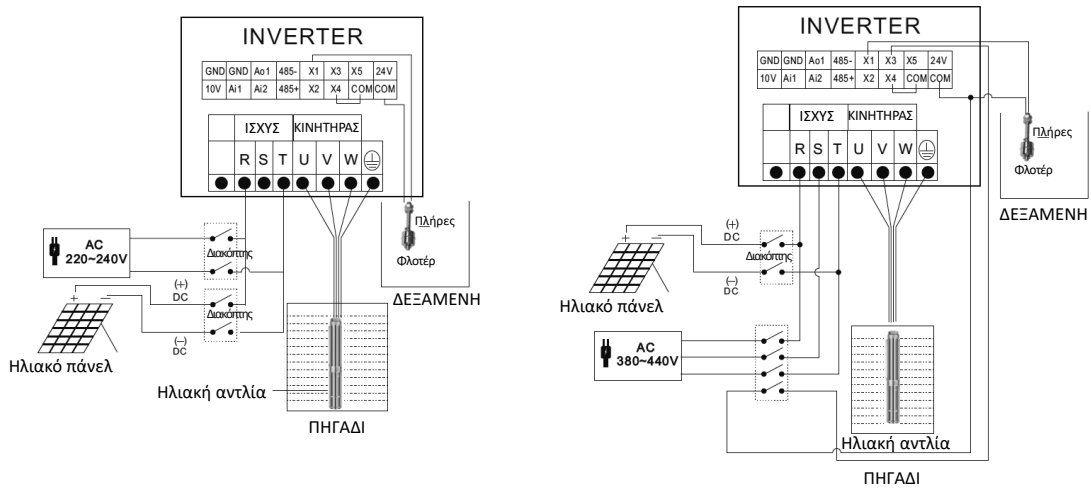 INVERTER
GND GND Ao1 485- X1 X3 X5 24V
10V Ai1 Ai2 485+ X2 X4 COM COM
ΙΣΧΥΣ ΚΙΝΗΤΗΡΑΣ
R S T U V W
Πλήρες
Φλοτέρ
ΔΕΞΑΜΕΝΗ
AC
220~240V
Διακόπτης
(+)
DC
+ −
Διακόπτης
(−)
DC
Ηλιακό πάνελ
Ηλιακή αντλία
ΠΗΓΑΔΙ
INVERTER
GND GND Ao1 485- X1 X3 X5 24V
10V Ai1 Ai2 485+ X2 X4 COM COM
ΙΣΧΥΣ ΚΙΝΗΤΗΡΑΣ
R S T U V W
Πλήρες
Φλοτέρ
ΔΕΞΑΜΕΝΗ
(+)
DC
+ −
Διακόπτης
(−)
DC
Ηλιακό πάνελ
AC
380~440V
Ηλιακή αντλία
ΠΗΓΑΔΙ